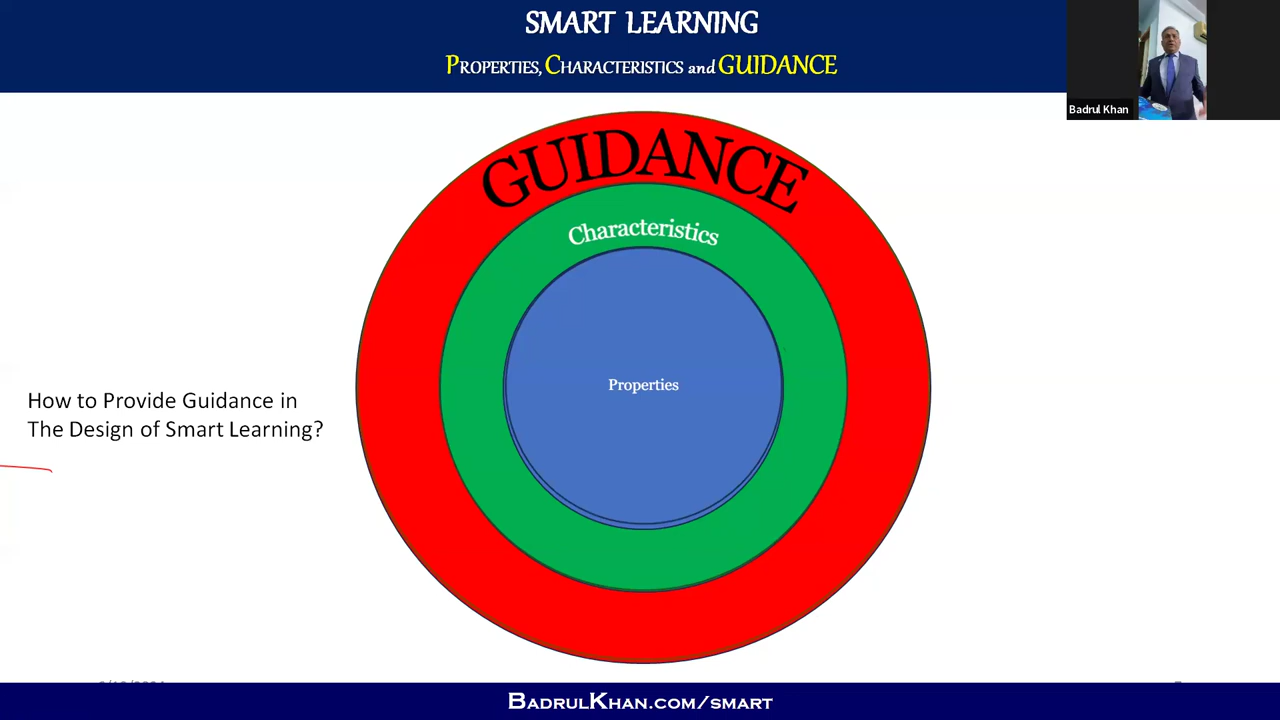 SMART LEARNING
PROPERTIES, CHARACTERISTICS and GUIDANCE
Badrul Khan
GUIDANCE
Characteristics
Properties
How to Provide Guidance in
The Design of Smart Learning?
BADRULKHAN.COM/SMART